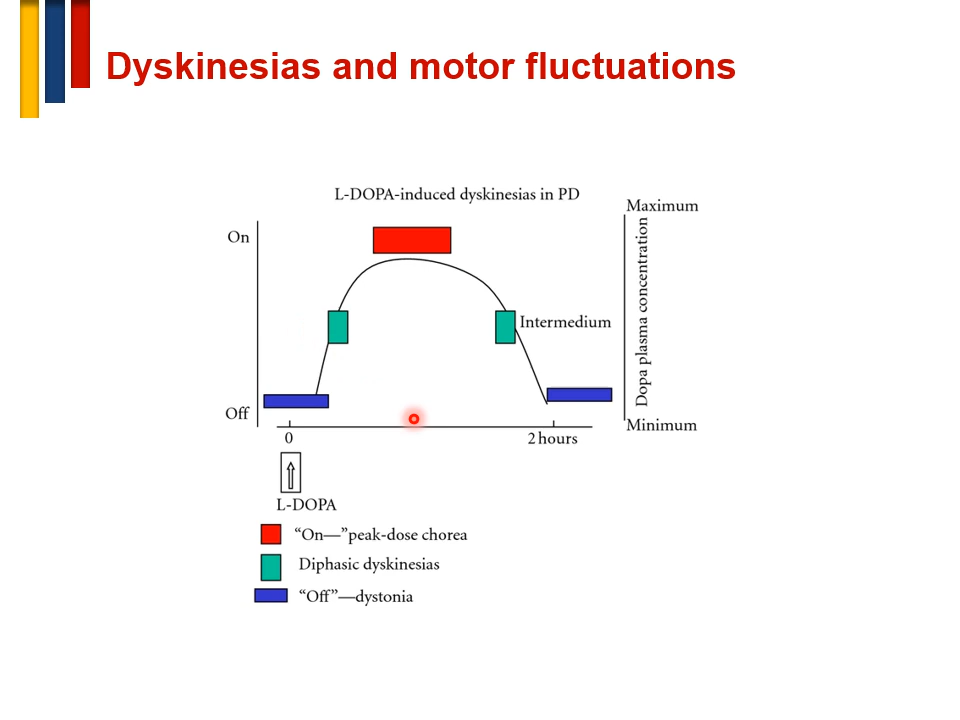 Dyskinesias and motor fluctuations
L-DOPA-induced dyskinesias in PD
Maximum
On
Dopa plasma concentration
Intermedium
Off
Minimum
0
2 hours
L-DOPA
“On—”peak-dose chorea
Diphasic dyskinesias
“Off”—dystonia